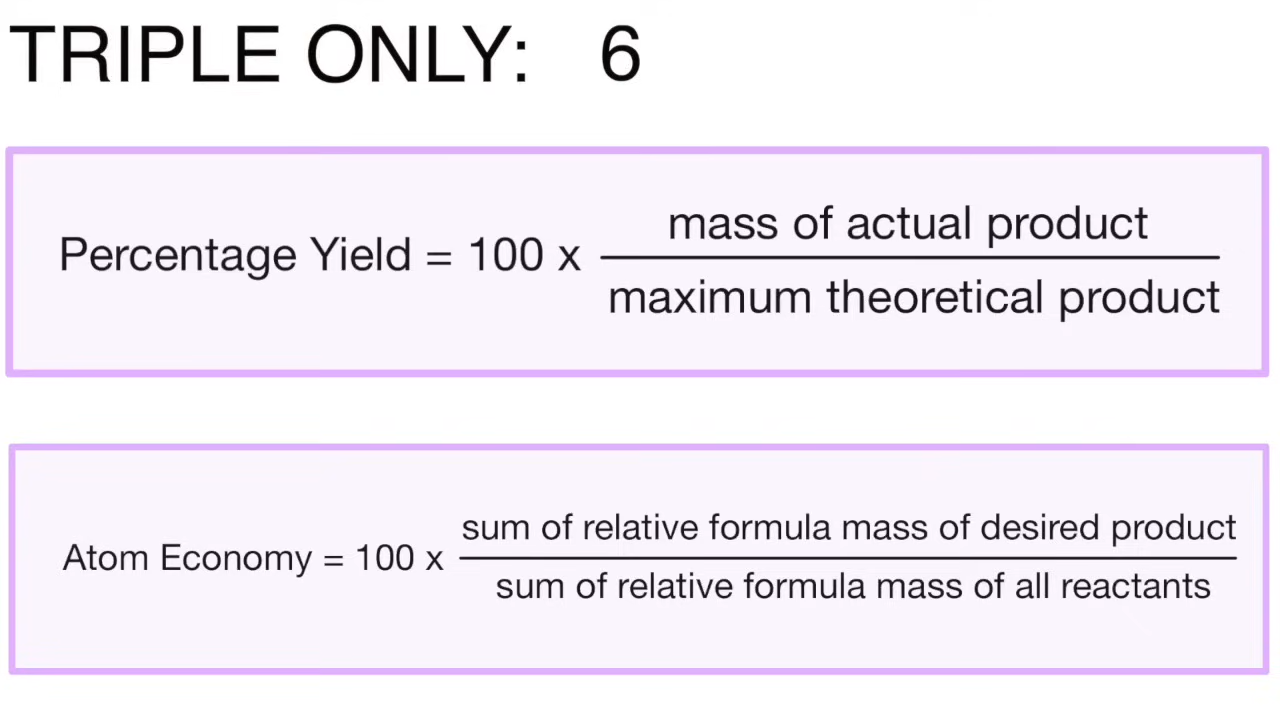 TRIPLE ONLY: 6
mass of actual product
Percentage Yield = 100 x
maximum theoretical product
sum of relative formula mass of desired product
Atom Economy = 100 x
sum of relative formula mass of all reactants